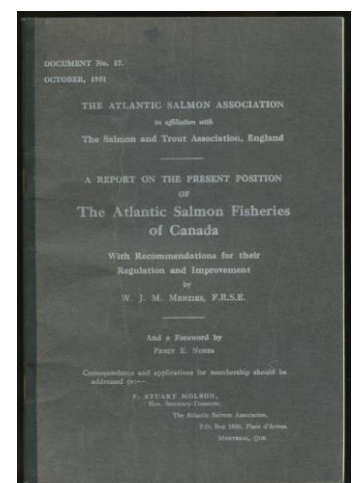 DOCUMENT No. 17.
OCTOBER, 1951
THE ATLANTIC SALMON ASSOCIATION
in affiliation with
The Salmon and Trout Association, England
A REPORT ON THE PRESENT POSITION
OF
The Atlantic Salmon Fisheries
of Canada
With Recommendations for their
Regulation and Improvement
by
W. J. M. MENZIES, F.R.S.E.
And a Foreword by
PERCY E. NOBBS
Correspondence and applications for membership should be
addressed to:—
STUART MOLSON,
Hon. Secretary-Treasurer,
The Atlantic Salmon Association,
P.O. Box 1850, Place d'Armes,
MONTREAL, QUE.